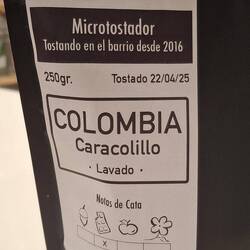 Microtostador
Tostando en el barrio desde 2016
250gr. Tostado 22/04/25
COLOMBIA
Caracolillo
· Lavado ·
Notas de Cata
X